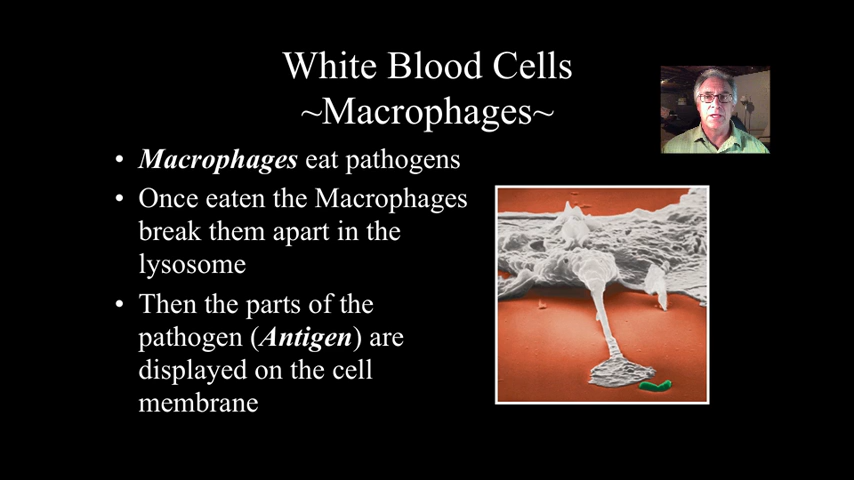 White Blood Cells
~Macrophages~
• Macrophages eat pathogens
• Once eaten the Macrophages
break them apart in the
lysosome
• Then the parts of the
pathogen (Antigen) are
displayed on the cell
membrane